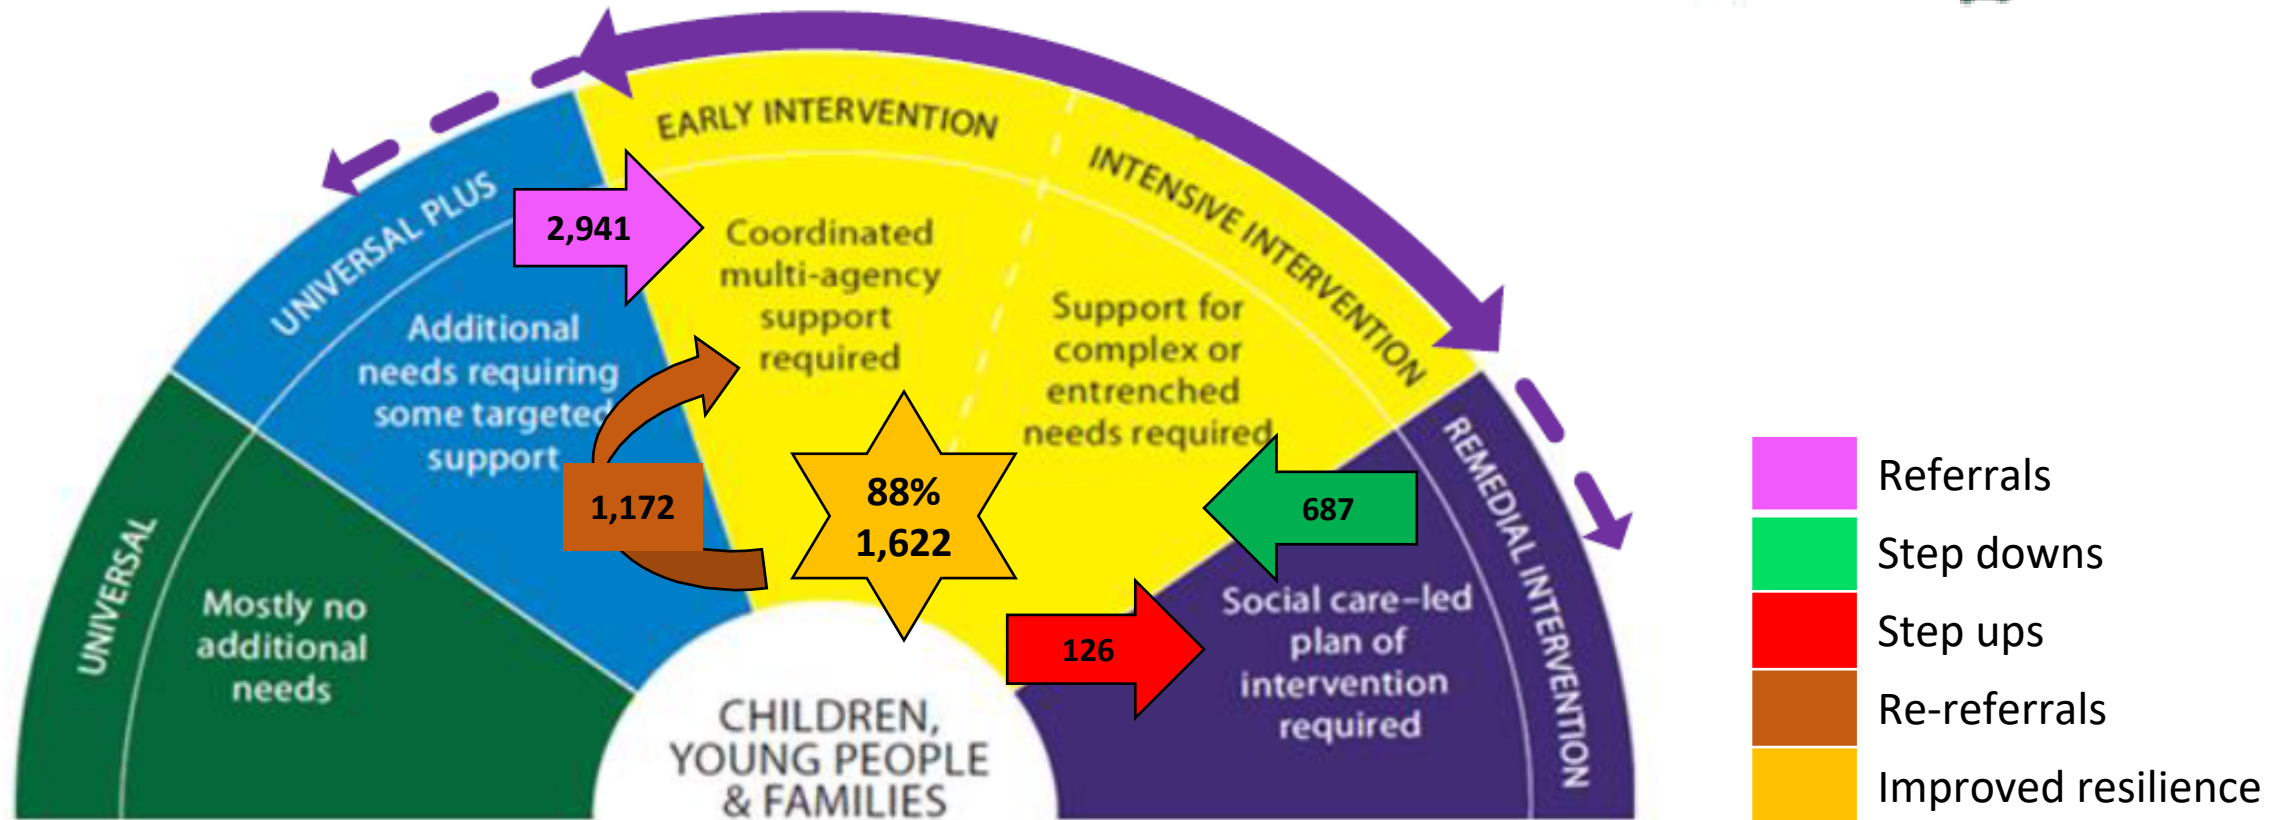 UNIVERSAL
Mostly no
additional
needs
UNIVERSAL PLUS
Additional
needs requiring
some targeted
support
2,941
1,172
EARLY INTERVENTION
Coordinated
multi-agency
support
required
INTENSIVE INTERVENTION
Support for
complex or
entrenched
needs required
88%
1,622
687
126
REMEDIAL INTERVENTION
Social care-led
plan of
intervention
required
CHILDREN,
YOUNG PEOPLE
& FAMILIES
Referrals
Step downs
Step ups
Re-referrals
Improved resilience